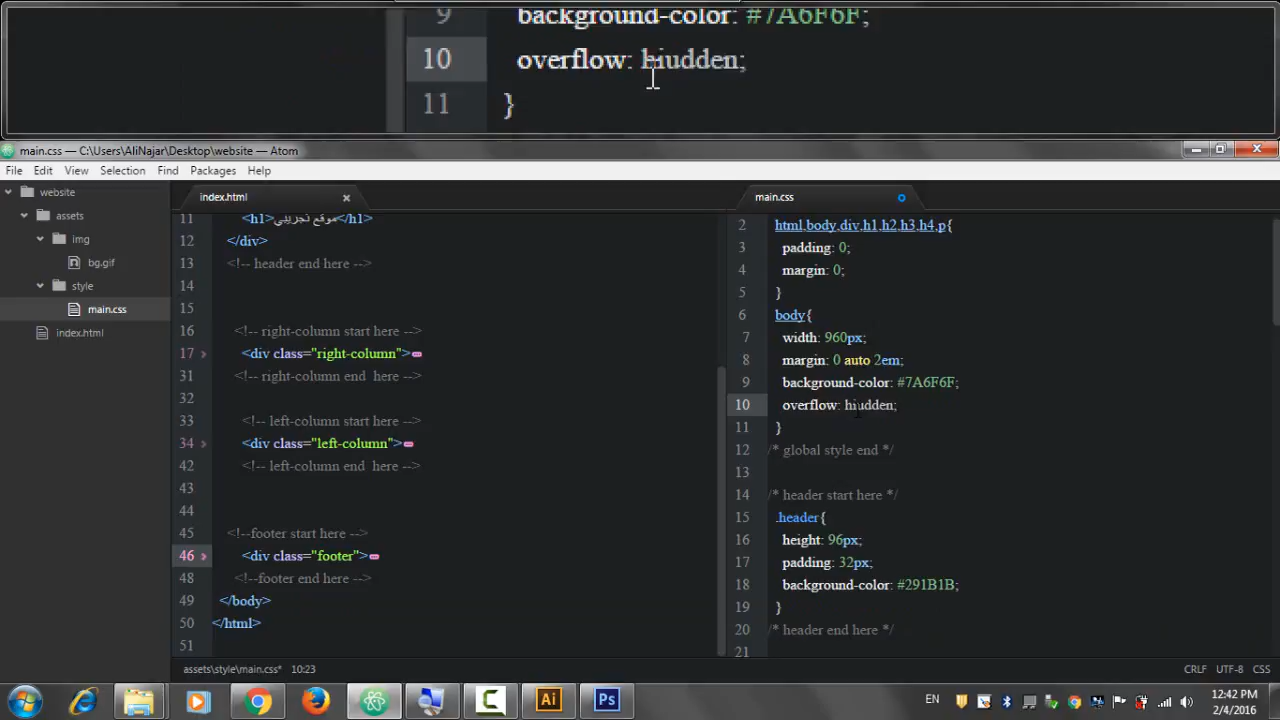 9 background-color: #7A6F6F;
10 overflow: hiudden;
11 }
main.css — C:\Users\AliNajar\Desktop\website — Atom
File Edit View Selection Find Packages Help
website
assets
img
bg.gif
style
main.css
index.html
index.html
11 <h1>موقع تجريبي</h1>
12 </div>
13 <!-- header end here -->
14
15
16 <!-- right-column start here -->
17 <div class="right-column">
31 <!-- right-column end  here -->
32
33 <!-- left-column start here -->
34 <div class="left-column">
42 <!-- left-column end  here -->
43
44
45 <!--footer start here -->
46 <div class="footer">
48 <!--footer end here -->
49 </body>
50 </html>
51
main.css
2 html,body,div,h1,h2,h3,h4,p{
3 padding: 0;
4 margin: 0;
5 }
6 body{
7 width: 960px;
8 margin: 0 auto 2em;
9 background-color: #7A6F6F;
10 overflow: hiudden;
11 }
12 /* global style end */
13
14 /* header start here */
15 .header{
16 height: 96px;
17 padding: 32px;
18 background-color: #291B1B;
19 }
20 /* header end here */
21
assets\style\main.css* 10:23
CRLF UTF-8 CSS
Ai Ps
EN
12:42 PM
2/4/2016